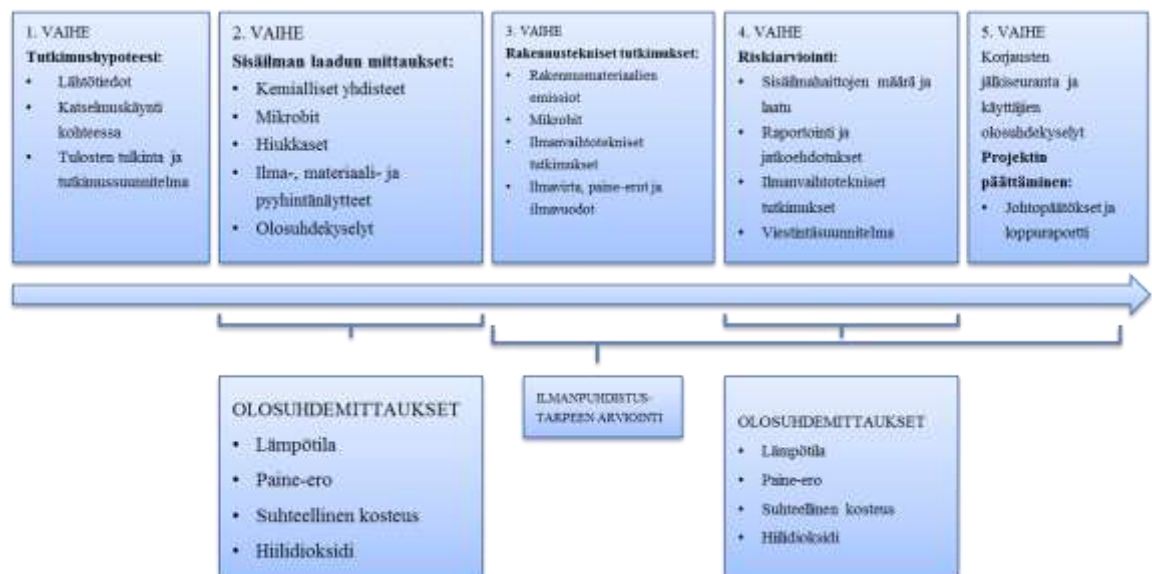 1. VAIHE
Tutkimushypoteesi:
• Lähtötiedot
• Katselmuskäynti
kohteessa
• Tulosten tulkinta ja
tutkimussuunnitelma
2. VAIHE
Sisäilman laadun mittaukset:
• Kemialliset yhdisteet
• Mikrobit
• Hiukkaset
• Ilma-, materiaali- ja
pyyhintänäytteet
• Olosuhdekyselyt
3. VAIHE
Rakennustekniset tutkimukset:
• Rakennusmateriaalien
emissiot
• Mikrobit
• Ilmanvaihtotekniset
tutkimukset
• Ilmavirta, paine-erot ja
ilmavuodot
4. VAIHE
Riskiarviointi:
• Sisäilmahaittojen määrä ja
laatu
• Raportointi ja
jatkoehdotukset
• Ilmanvaihtotekniset
tutkimukset
• Viestintäsuunnitelma
5. VAIHE
Korjausten
jälkiseuranta ja
käyttäjien
olosuhdekyselyt
Projektin
päättäminen:
• Johtopäätökset ja
loppuraportti
OLOSUHDEMITTAUKSET
• Lämpötila
• Paine-ero
• Suhteellinen kosteus
• Hiilidioksidi
ILMANPUHDISTUS-
TARPEEN ARVIOINTI
OLOSUHDEMITTAUKSET
• Lämpötila
• Paine-ero
• Suhteellinen kosteus
• Hiilidioksidi